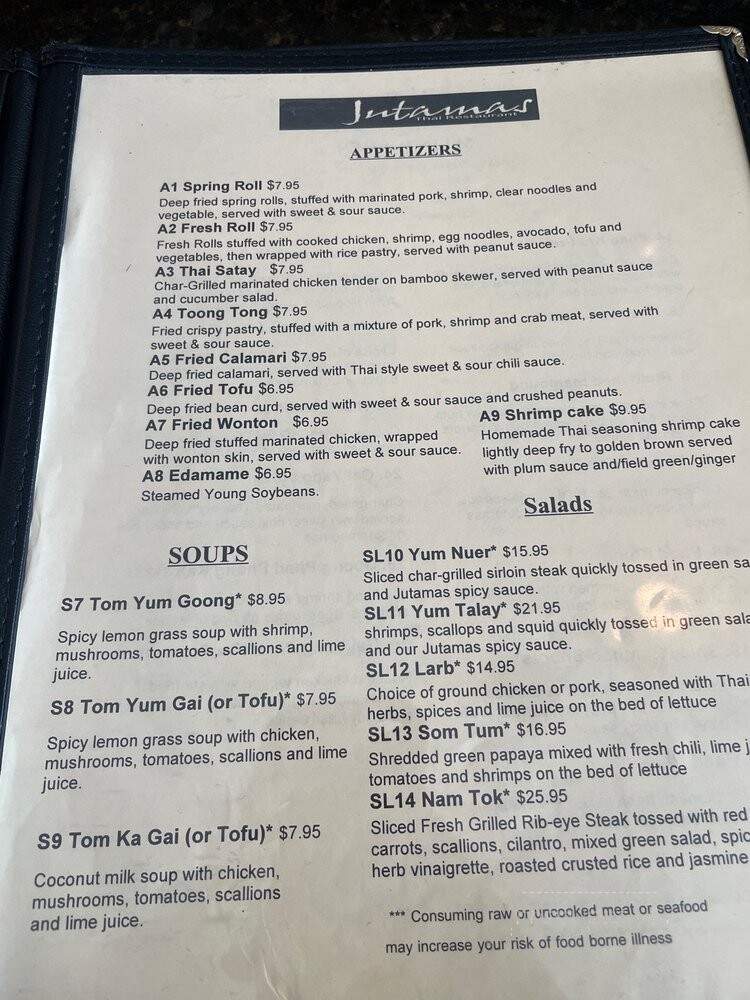 Jutamas
Thai Restaurant
APPETIZERS
A1 Spring Roll $7.95
Deep fried spring rolls, stuffed with marinated pork, shrimp, clear noodles and
vegetable, served with sweet & sour sauce.
A2 Fresh Roll $7.95
Fresh Rolls stuffed with cooked chicken, shrimp, egg noodles, avocado, tofu and
vegetables, then wrapped with rice pastry, served with peanut sauce.
A3 Thai Satay $7.95
Char-Grilled marinated chicken tender on bamboo skewer, served with peanut sauce
and cucumber salad.
A4 Toong Tong $7.95
Fried crispy pastry, stuffed with a mixture of pork, shrimp and crab meat, served with
sweet & sour sauce.
A5 Fried Calamari $7.95
Deep fried calamari, served with Thai style sweet & sour chili sauce.
A6 Fried Tofu $6.95
Deep fried bean curd, served with sweet & sour sauce and crushed peanuts.
A7 Fried Wonton $6.95
Deep fried stuffed marinated chicken, wrapped
with wonton skin, served with sweet & sour sauce.
A8 Edamame $6.95
Steamed Young Soybeans.
A9 Shrimp cake $9.95
Homemade Thai seasoning shrimp cake
lightly deep fry to golden brown served
with plum sauce and/field green/ginger
SOUPS
S7 Tom Yum Goong* $8.95
Spicy lemon grass soup with shrimp,
mushrooms, tomatoes, scallions and lime
juice.
S8 Tom Yum Gai (or Tofu)* $7.95
Spicy lemon grass soup with chicken,
mushrooms, tomatoes, scallions and lime
juice.
S9 Tom Ka Gai (or Tofu)* $7.95
Coconut milk soup with chicken,
mushrooms, tomatoes, scallions
and lime juice.
Salads
SL10 Yum Nuer* $15.95
Sliced char-grilled sirloin steak quickly tossed in green sa
and Jutamas spicy sauce.
SL11 Yum Talay* $21.95
shrimps, scallops and squid quickly tossed in green sala
and our Jutamas spicy sauce.
SL12 Larb* $14.95
Choice of ground chicken or pork, seasoned with Thai
herbs, spices and lime juice on the bed of lettuce
SL13 Som Tum* $16.95
Shredded green papaya mixed with fresh chili, lime j
tomatoes and shrimps on the bed of lettuce
SL14 Nam Tok* $25.95
Sliced Fresh Grilled Rib-eye Steak tossed with red
carrots, scallions, cilantro, mixed green salad, spic
herb vinaigrette, roasted crusted rice and jasmine
*** Consuming raw or uncooked meat or seafood
may increase your risk of food borne illness